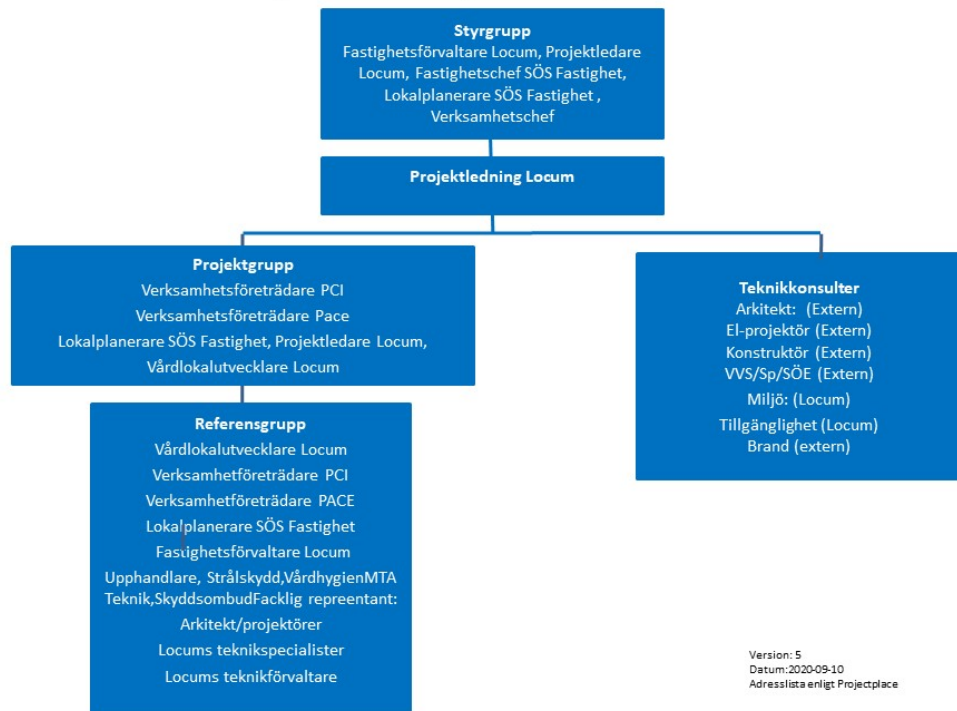 Styrgrupp
Fastighetsförvaltare Locum, Projektledare
Locum, Fastighetschef SÖS Fastighet,
Lokalplanerare SÖS Fastighet ,
Verksamhetschef
Projektledning Locum
Projektgrupp
Verksamhetsföreträdare PCI
Verksamhetsföreträdare Pace
Lokalplanerare SÖS Fastighet, Projektledare Locum,
Vårdlokalutvecklare Locum
Referensgrupp
Vårdlokalutvecklare Locum
Verksamhetföreträdare PCI
Verksamhetföreträdare PACE
Lokalplanerare SÖS Fastighet
Fastighetsförvaltare Locum
Upphandlare, Strålskydd,VårdhygienMTA
Teknik,SkyddsombudFacklig repreentant:
Arkitekt/projektörer
Locums teknikspecialister
Locums teknikförvaltare
Teknikkonsulter
Arkitekt: (Extern)
El-projektör (Extern)
Konstruktör (Extern)
VVS/Sp/SÖE (Extern)
Miljö: (Locum)
Tillgänglighet (Locum)
Brand (extern)
Version: 5
Datum:2020-09-10
Adresslista enligt Projectplace